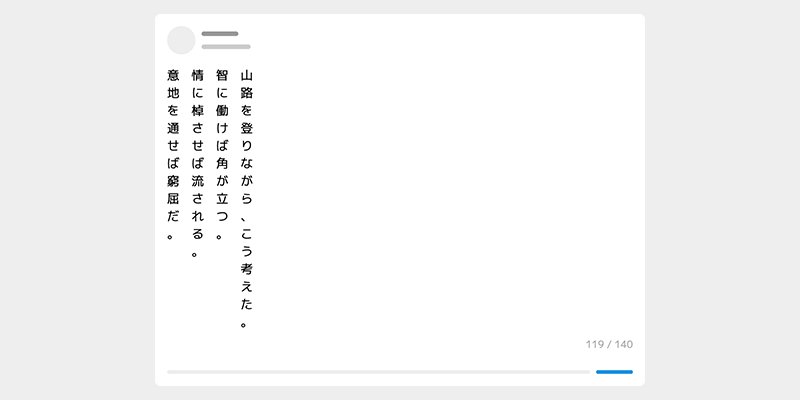 山路を登りながら、こう考えた。
智に働けば角が立つ。
情に棹させば流される。
意地を通せば窮屈だ。
119 / 140